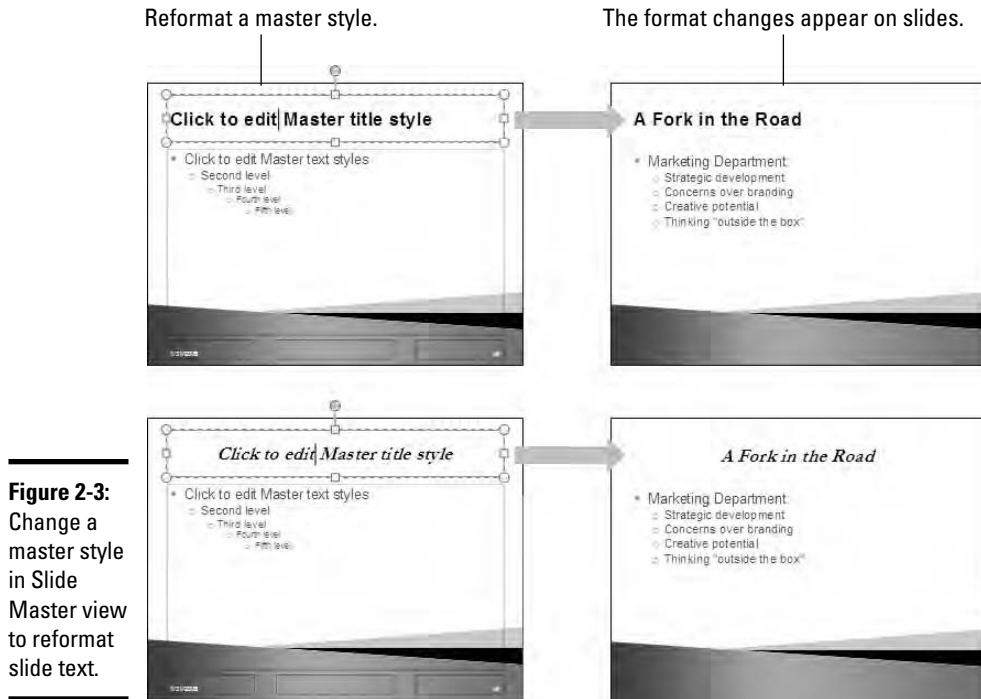 Reformat a master style.
The format changes appear on slides.
Click to edit Master title style
Click to edit Master text styles
Second level
Third level
Fourth level
Fifth level
A Fork in the Road
Marketing Department
Strategic development
Concerns over branding
Creative potential
Thinking "outside the box"
Click to edit Master title style
Click to edit Master text styles
Second level
Third level
Fourth level
Fifth level
A Fork in the Road
Marketing Department
Strategic development
Concerns over branding
Creative potential
Thinking "outside the box"
Figure 2-3:
Change a
master style
in Slide
Master view
to reformat
slide text.